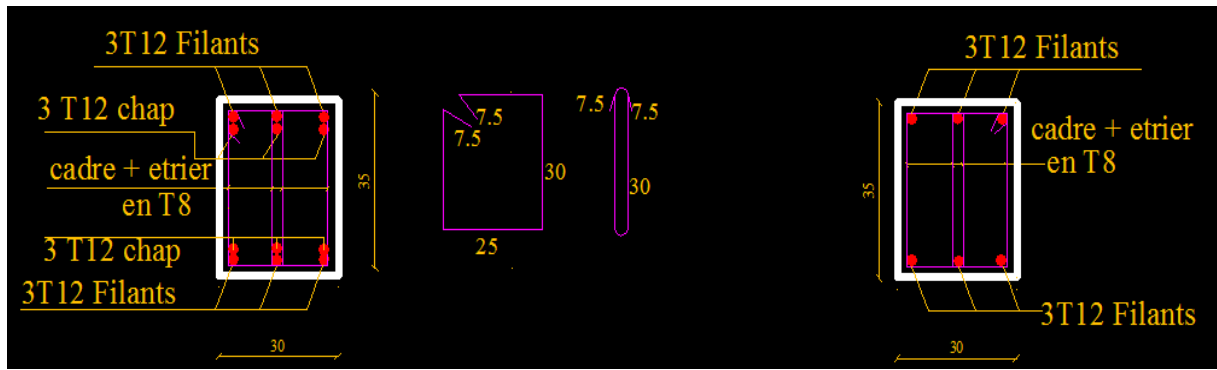 3T12 Filants
3 T12 chap
cadre + etrier
en T8
3 T12 chap
3T12 Filants
35
30
7.5
7.5
30
25
7.5
7.5
30
3T12 Filants
cadre + etrier
en T8
35
3T12 Filants
30